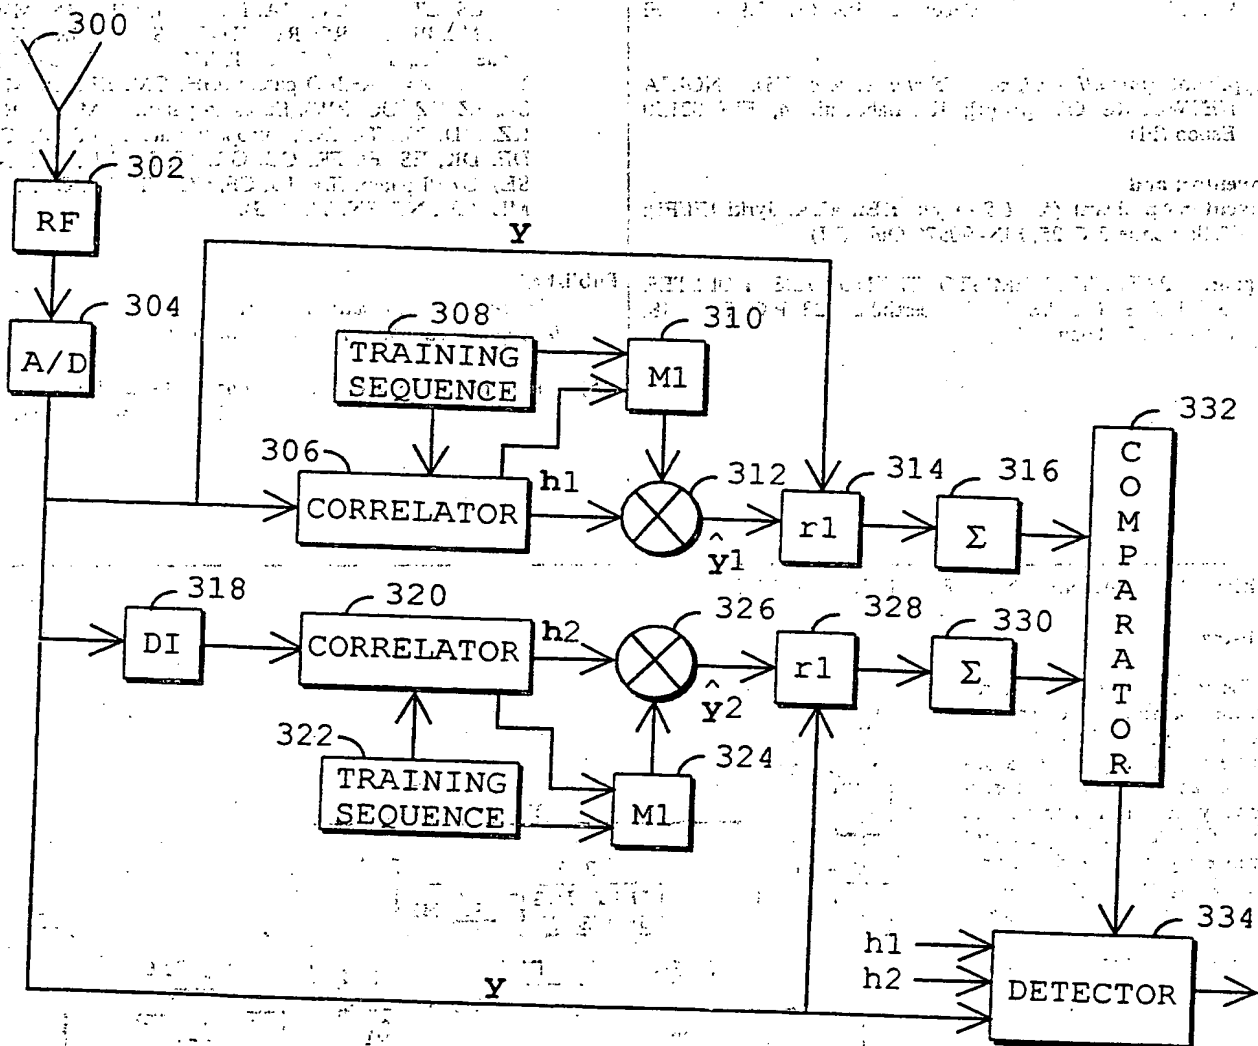 300
302
RF
y
304
A/D
308
TRAINING
SEQUENCE
310
M1
306
CORRELATOR
h1
312
ŷ1
314
r1
316
Σ
332
COMPARATOR
318
DI
320
CORRELATOR
h2
326
ŷ2
328
r1
330
Σ
322
TRAINING
SEQUENCE
324
M1
334
h1
h2
DETECTOR
y